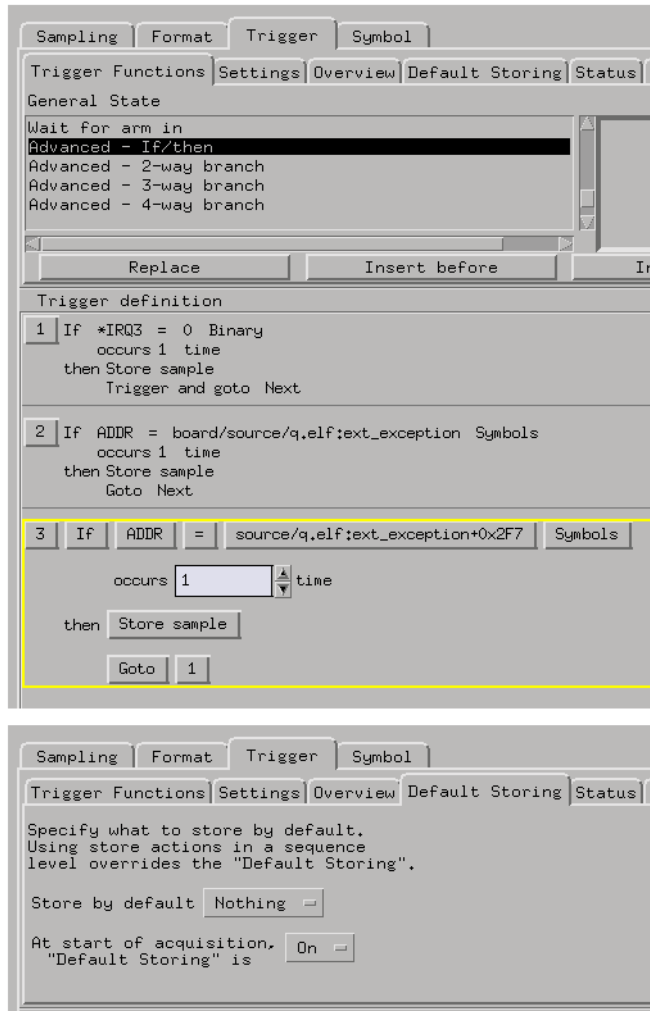 Sampling Format Trigger Symbol
Trigger Functions Settings Overview Default Storing Status
General State
Wait for arm in
Advanced - If/then
Advanced - 2-way branch
Advanced - 3-way branch
Advanced - 4-way branch
Replace Insert before
Trigger definition
1 If *IRQ3 = 0 Binary
occurs 1 time
then Store sample
Trigger and goto Next
2 If ADDR = board/source/q.elf:ext_exception Symbols
occurs 1 time
then Store sample
Goto Next
3 If ADDR = source/q.elf:ext_exception+0x2F7 Symbols
occurs 1 time
then Store sample
Goto 1
Sampling Format Trigger Symbol
Trigger Functions Settings Overview Default Storing Status
Specify what to store by default.
Using store actions in a sequence
level overrides the "Default Storing".
Store by default Nothing
At start of acquisition, On
"Default Storing" is